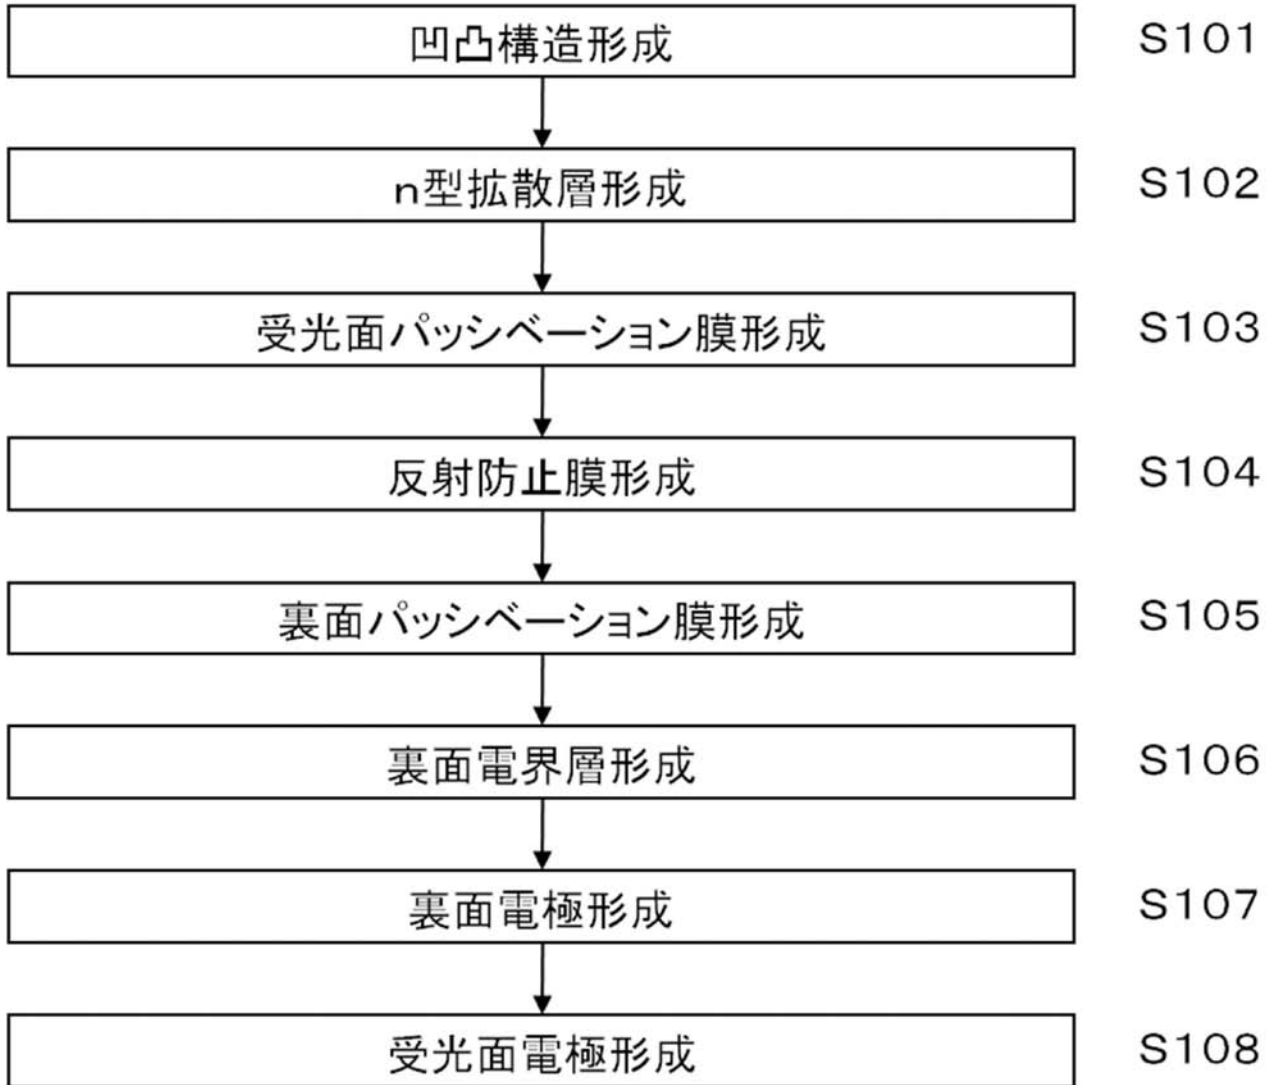 凹凸構造形成 S101
n型拡散層形成 S102
受光面パッシベーション膜形成 S103
反射防止膜形成 S104
裏面パッシベーション膜形成 S105
裏面電界層形成 S106
裏面電極形成 S107
受光面電極形成 S108